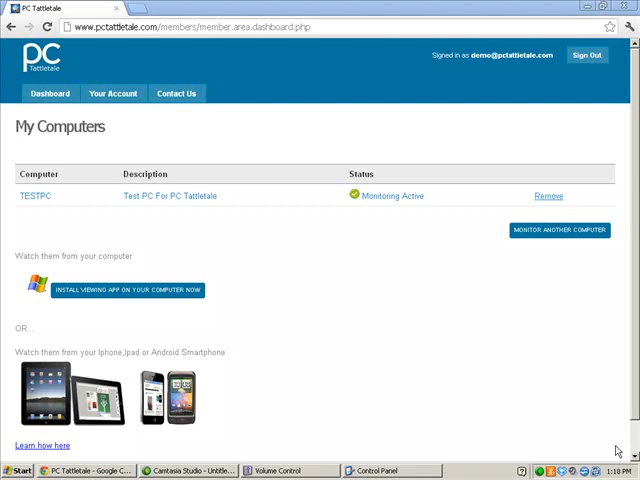 PC Tattletale
www.pctattletale.com/members/member.area.dashboard.php
PC
Tattletale
Signed in as demo@pctattletale.com
Sign Out
Dashboard
Your Account
Contact Us
My Computers
Computer Description Status
TESTPC Test PC For PC Tattletale Monitoring Active Remove
MONITOR ANOTHER COMPUTER
Watch them from your computer
INSTALL VIEWING APP ON YOUR COMPUTER NOW
OR...
Watch them from your Iphone,Ipad or Android Smartphone
Learn how here
Start PC Tattletale - Google C... Camtasia Studio - Untitle... Volume Control Control Panel 1:18 PM